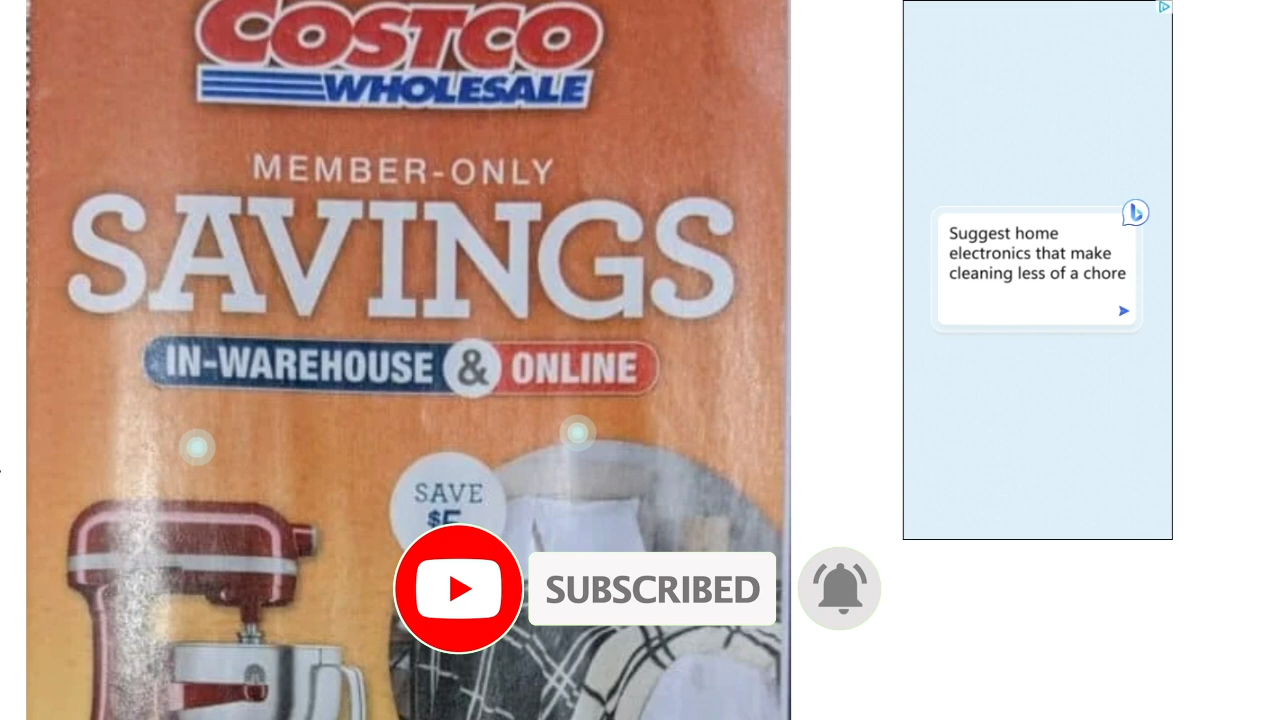 COSTCO
WHOLESALE
MEMBER-ONLY
SAVINGS
IN-WAREHOUSE & ONLINE
SAVE
SUBSCRIBED
Suggest home
electronics that make
cleaning less of a chore